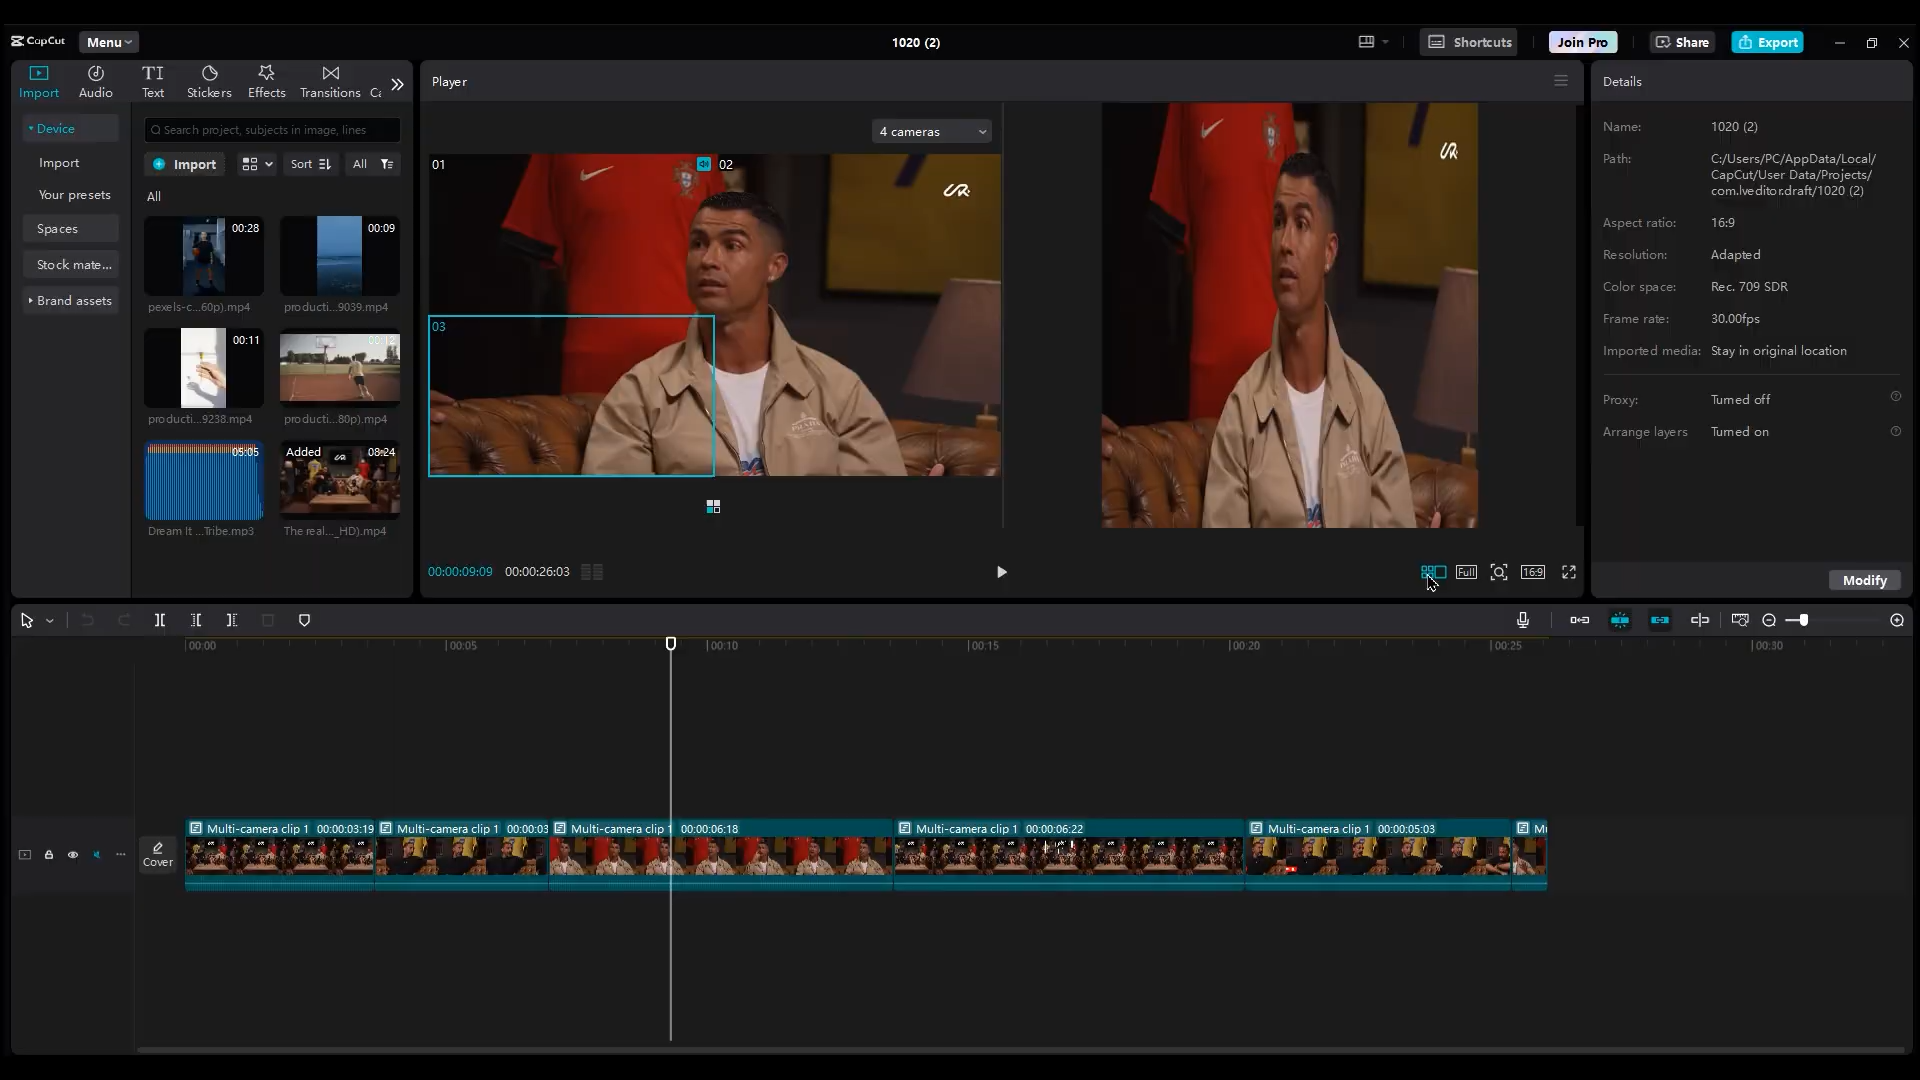 CapCut
Menu
1020 (2)
Shortcuts
Join Pro
Share
Export
Import
Audio
TI
Text
Stickers
Effects
Transitions
Ca
Device
Import
Your presets
Spaces
Stock mate...
Brand assets
Search project, subjects in image, lines
Import
Sort
All
All
00:28
pexels-c...60p).mp4
00:09
producti...9039.mp4
00:11
producti...9238.mp4
producti...80p).mp4
05:05
Dream It ...Tribe.mp3
Added
08:24
The real..._HD).mp4
Player
4 cameras
01
02
03
00:00:09:09
00:00:26:03
Full
16:9
Details
Name:
1020 (2)
Path:
C:/Users/PC/AppData/Local/
CapCut/User Data/Projects/
com.lveditor.draft/1020 (2)
Aspect ratio:
16:9
Resolution:
Adapted
Color space:
Rec. 709 SDR
Frame rate:
30.00fps
Imported media:
Stay in original location
Proxy:
Turned off
Arrange layers
Turned on
Modify
00:00
00:05
00:10
00:15
00:20
00:25
00:30
Cover
Multi-camera clip 1 00:00:03:19
Multi-camera clip 1 00:00:03
Multi-camera clip 1 00:00:06:18
Multi-camera clip 1 00:00:06:22
Multi-camera clip 1 00:00:05:03
Mu